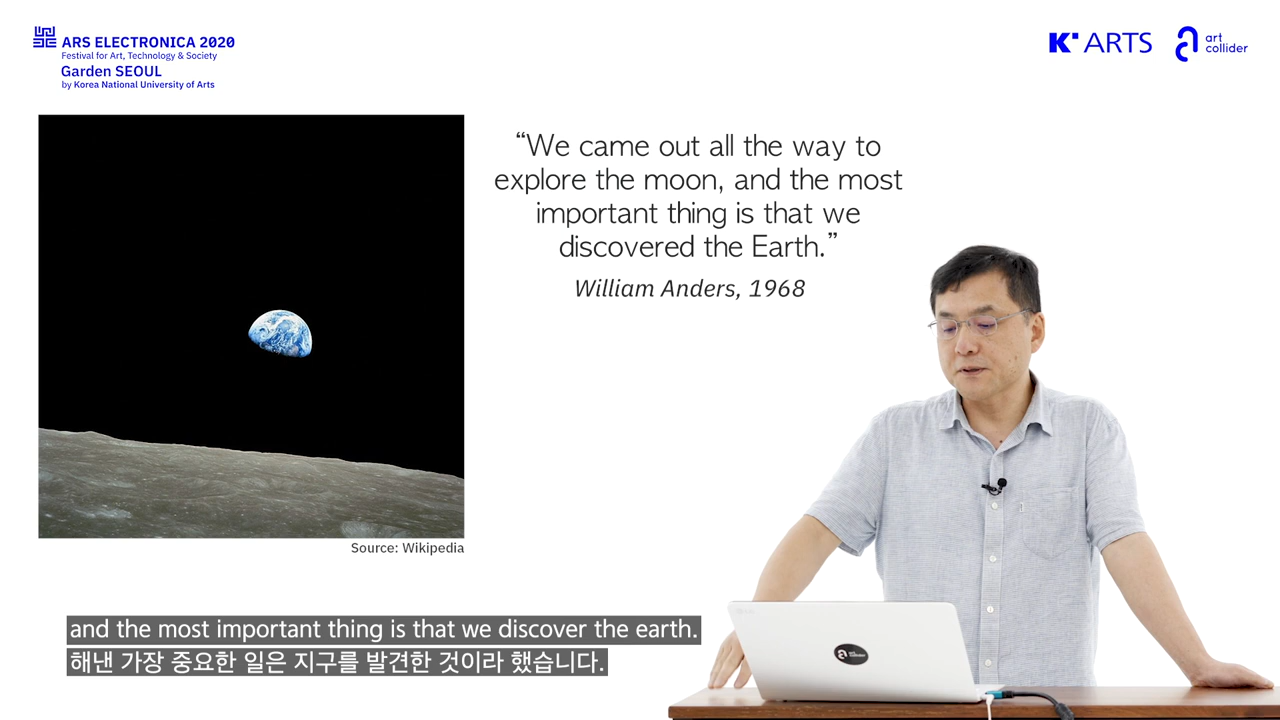 ARS ELECTRONICA 2020
Festival for Art, Technology & Society
Garden SEOUL
by Korea National University of Arts
K'ARTS
art
collider
“We came out all the way to
explore the moon, and the most
important thing is that we
discovered the Earth.”
William Anders, 1968
Source: Wikipedia
and the most important thing is that we discover the earth.
해낸 가장 중요한 일은 지구를 발견한 것이라 했습니다.